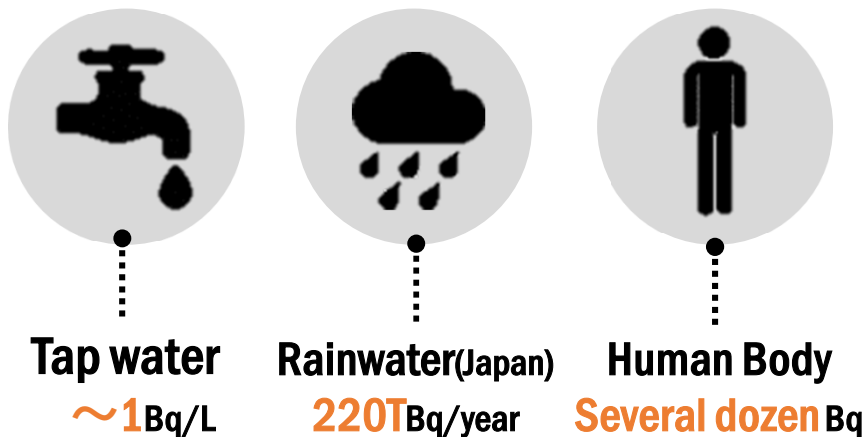 Tap water
～1Bq/L
Rainwater(Japan)
220TBq/year
Human Body
Several dozen Bq